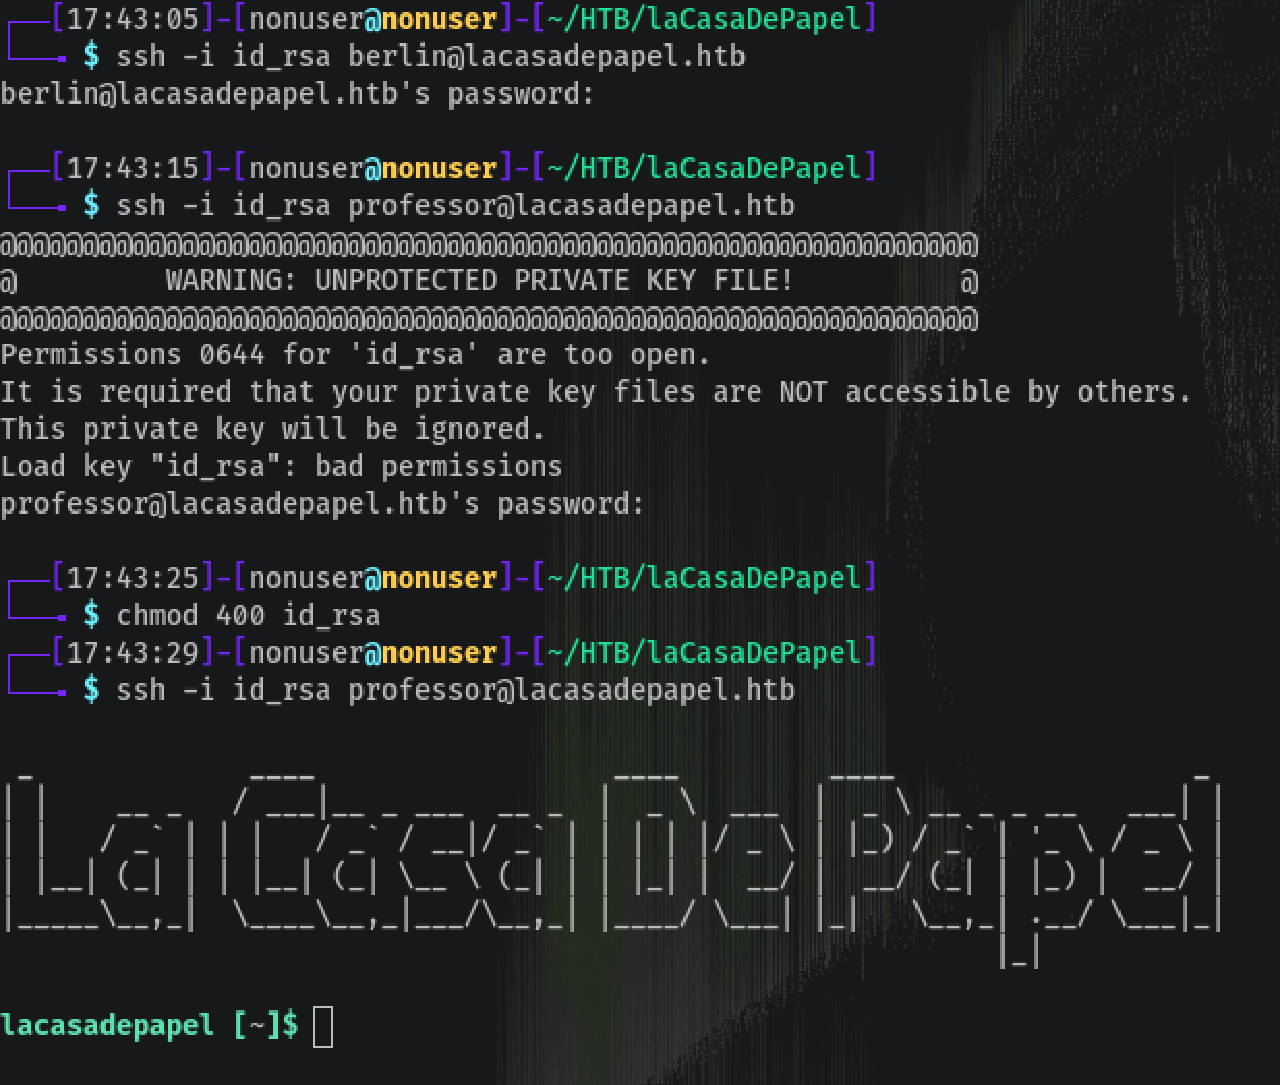 [17:43:05]-[nonuser@nonuser]-[~/HTB/laCasaDePapel]
$ ssh -i id_rsa berlin@lacasadepapel.htb
berlin@lacasadepapel.htb's password:
[17:43:15]-[nonuser@nonuser]-[~/HTB/laCasaDePapel]
$ ssh -i id_rsa professor@lacasadepapel.htb
@@@@@@@@@@@@@@@@@@@@@@@@@@@@@@@@@@@@@@@@@@@@@@@@@@@@@@@@@@@
@         WARNING: UNPROTECTED PRIVATE KEY FILE!          @
@@@@@@@@@@@@@@@@@@@@@@@@@@@@@@@@@@@@@@@@@@@@@@@@@@@@@@@@@@@
Permissions 0644 for 'id_rsa' are too open.
It is required that your private key files are NOT accessible by others.
This private key will be ignored.
Load key "id_rsa": bad permissions
professor@lacasadepapel.htb's password:
[17:43:25]-[nonuser@nonuser]-[~/HTB/laCasaDePapel]
$ chmod 400 id_rsa
[17:43:29]-[nonuser@nonuser]-[~/HTB/laCasaDePapel]
$ ssh -i id_rsa professor@lacasadepapel.htb
La Casa De Papel
lacasadepapel [~]$